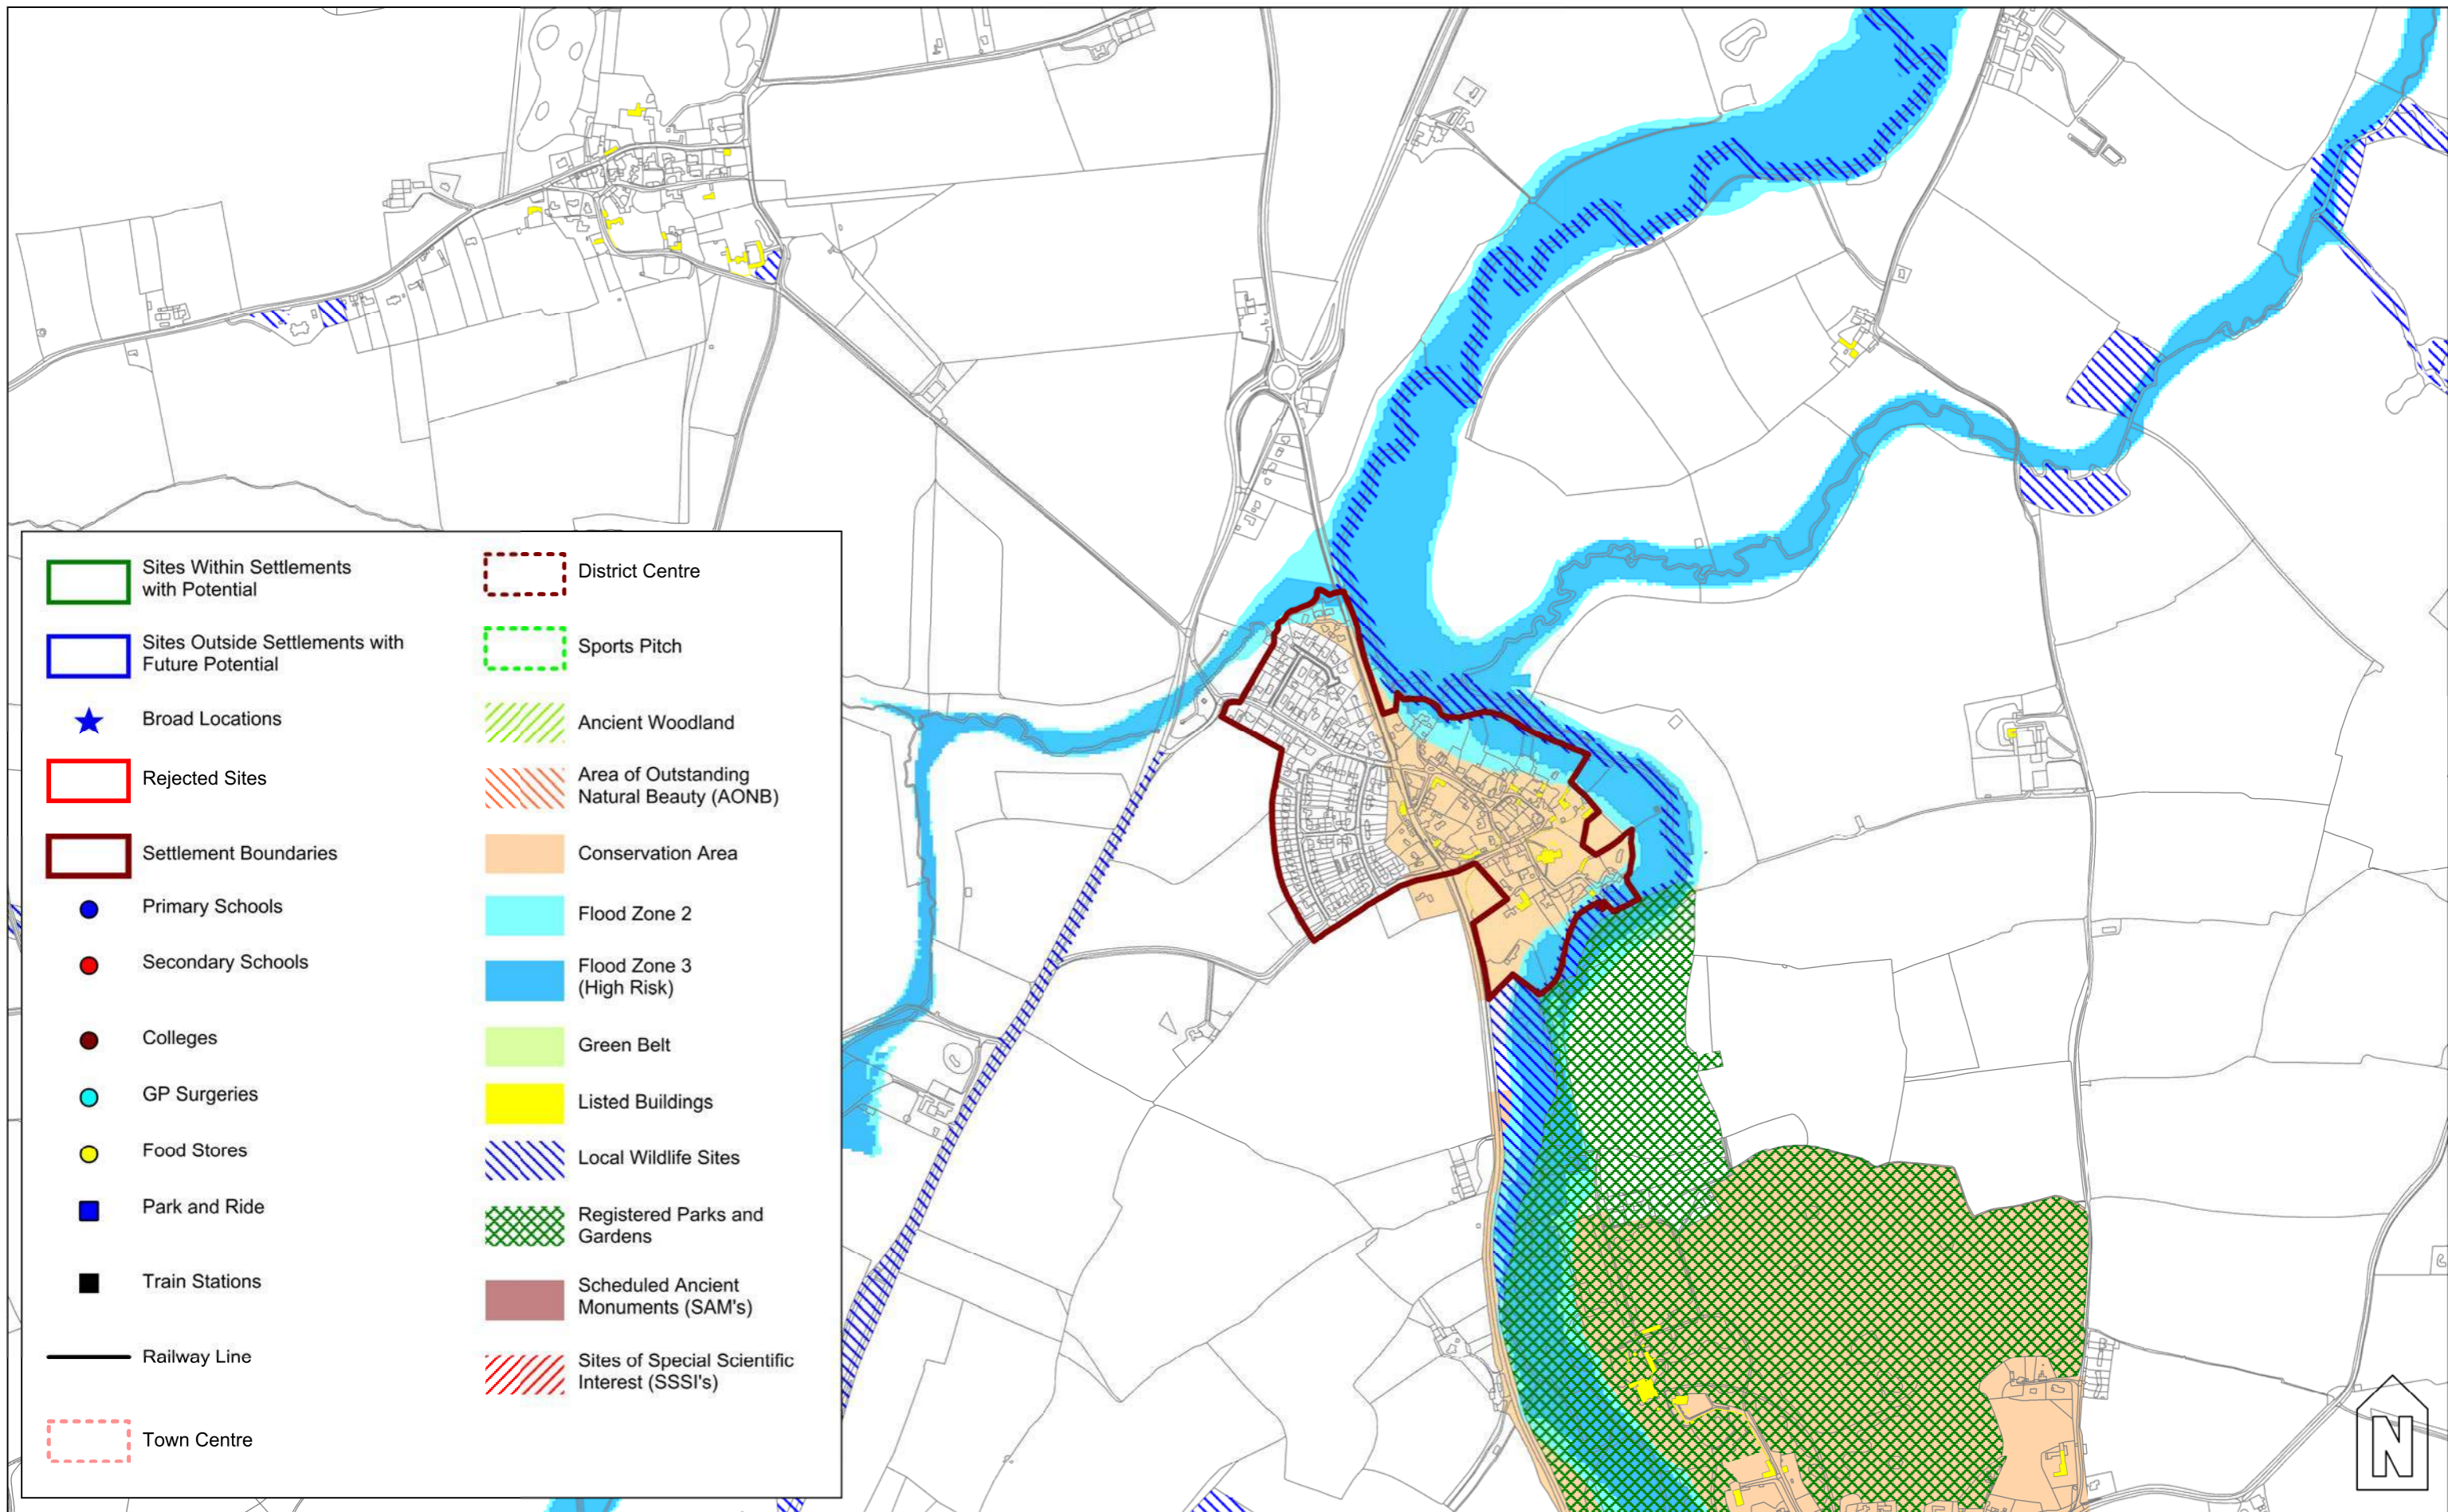 Sites Within Settlements
with Potential
Sites Outside Settlements with
Future Potential
Broad Locations
Rejected Sites
Settlement Boundaries
Primary Schools
Secondary Schools
Colleges
GP Surgeries
Food Stores
Park and Ride
Train Stations
Railway Line
Town Centre
District Centre
Sports Pitch
Ancient Woodland
Area of Outstanding
Natural Beauty (AONB)
Conservation Area
Flood Zone 2
Flood Zone 3
(High Risk)
Green Belt
Listed Buildings
Local Wildlife Sites
Registered Parks and
Gardens
Scheduled Ancient
Monuments (SAM's)
Sites of Special Scientific
Interest (SSSI's)
N